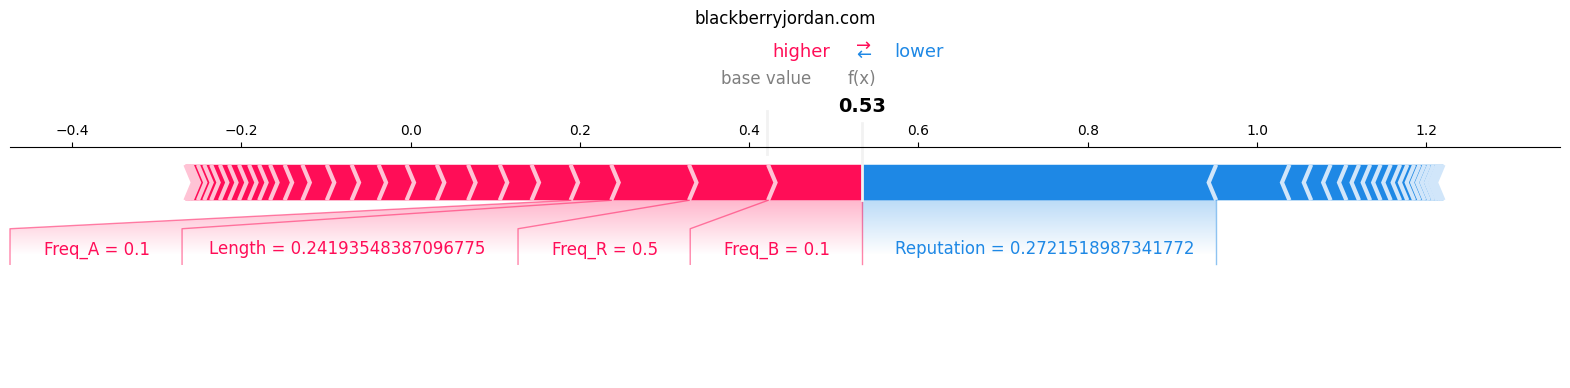 blackberryjordan.com
higher → ← lower
base value f(x)
0.53
−0.4 −0.2 0.0 0.2 0.4 0.6 0.8 1.0 1.2
Freq_A = 0.1 Length = 0.24193548387096775 Freq_R = 0.5 Freq_B = 0.1 Reputation = 0.2721518987341772